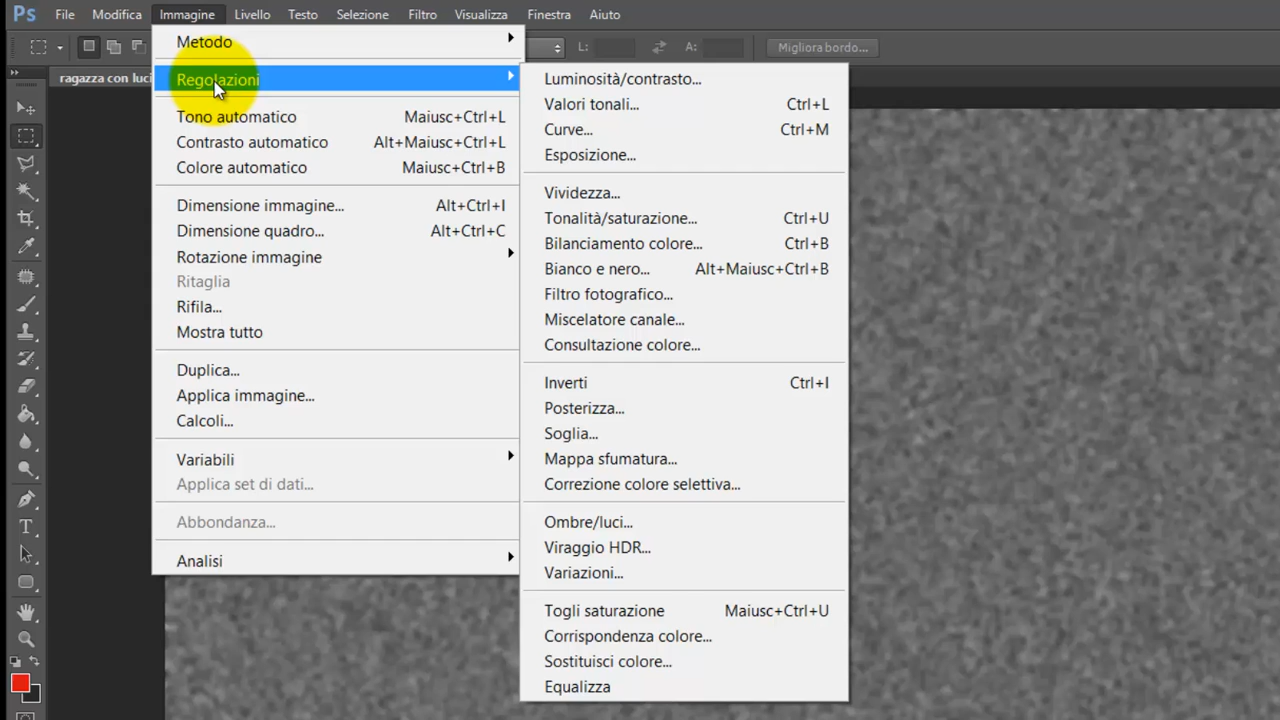 Ps File Modifica Immagine Livello Testo Selezione Filtro Visualizza Finestra Aiuto
L: A: Migliora bordo...
ragazza con luci
Metodo
Regolazioni
Tono automatico Maiusc+Ctrl+L
Contrasto automatico Alt+Maiusc+Ctrl+L
Colore automatico Maiusc+Ctrl+B
Dimensione immagine... Alt+Ctrl+I
Dimensione quadro... Alt+Ctrl+C
Rotazione immagine
Ritaglia
Rifila...
Mostra tutto
Duplica...
Applica immagine...
Calcoli...
Variabili
Applica set di dati...
Abbondanza...
Analisi
Luminosità/contrasto...
Valori tonali... Ctrl+L
Curve... Ctrl+M
Esposizione...
Vividezza...
Tonalità/saturazione... Ctrl+U
Bilanciamento colore... Ctrl+B
Bianco e nero... Alt+Maiusc+Ctrl+B
Filtro fotografico...
Miscelatore canale...
Consultazione colore...
Inverti Ctrl+I
Posterizza...
Soglia...
Mappa sfumatura...
Correzione colore selettiva...
Ombre/luci...
Viraggio HDR...
Variazioni...
Togli saturazione Maiusc+Ctrl+U
Corrispondenza colore...
Sostituisci colore...
Equalizza